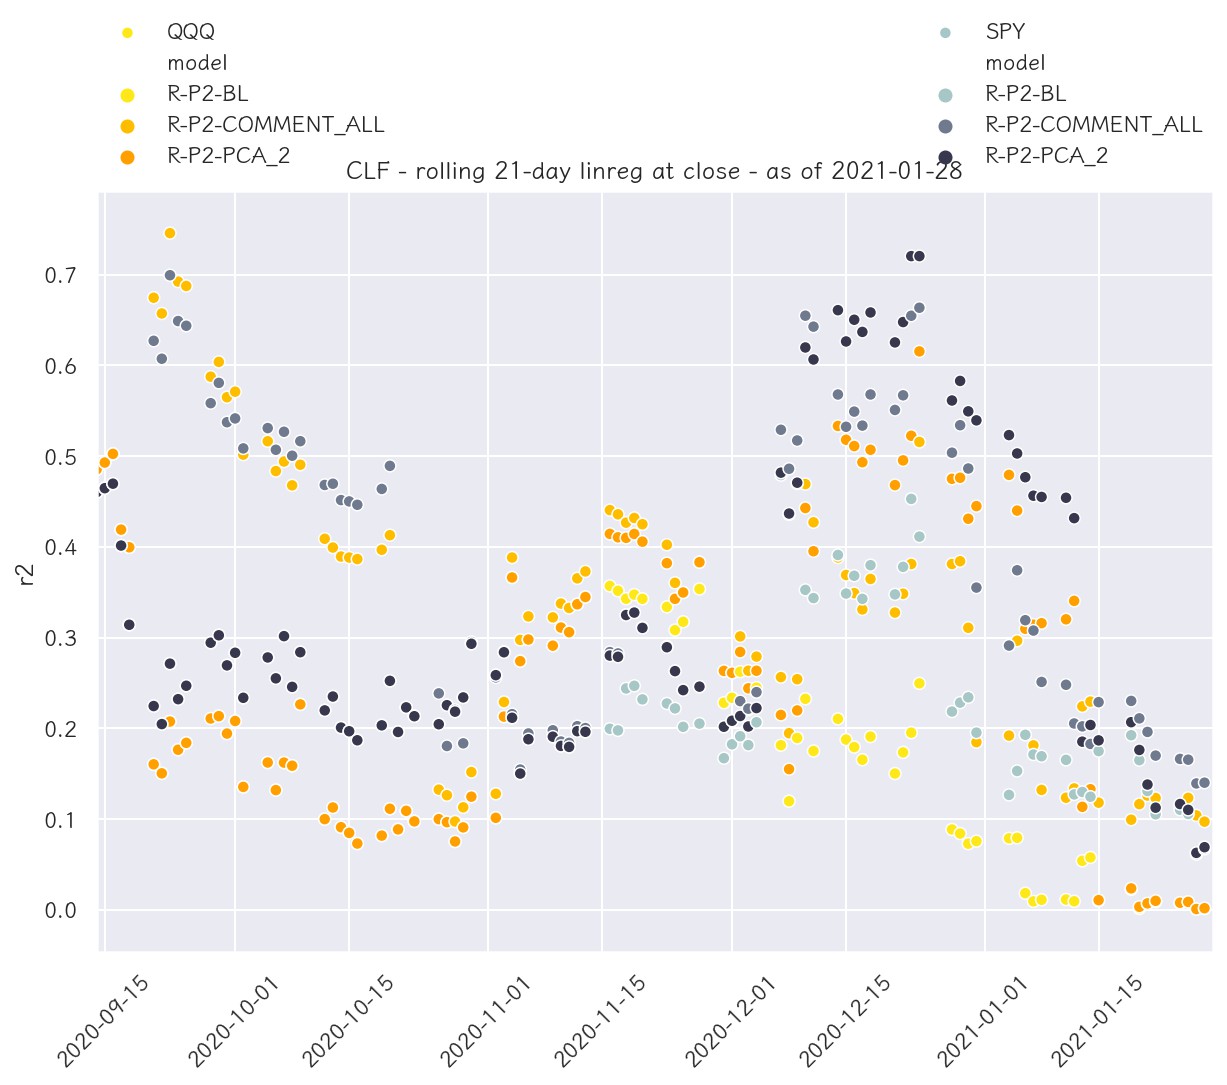 QQQ
model
R-P2-BL
R-P2-COMMENT_ALL
R-P2-PCA_2
SPY
model
R-P2-BL
R-P2-COMMENT_ALL
R-P2-PCA_2
CLF - rolling 21-day linreg at close - as of 2021-01-28
r2
0.7
0.6
0.5
0.4
0.3
0.2
0.1
0.0
2020-09-15
2020-10-01
2020-10-15
2020-11-01
2020-11-15
2020-12-01
2020-12-15
2021-01-01
2021-01-15